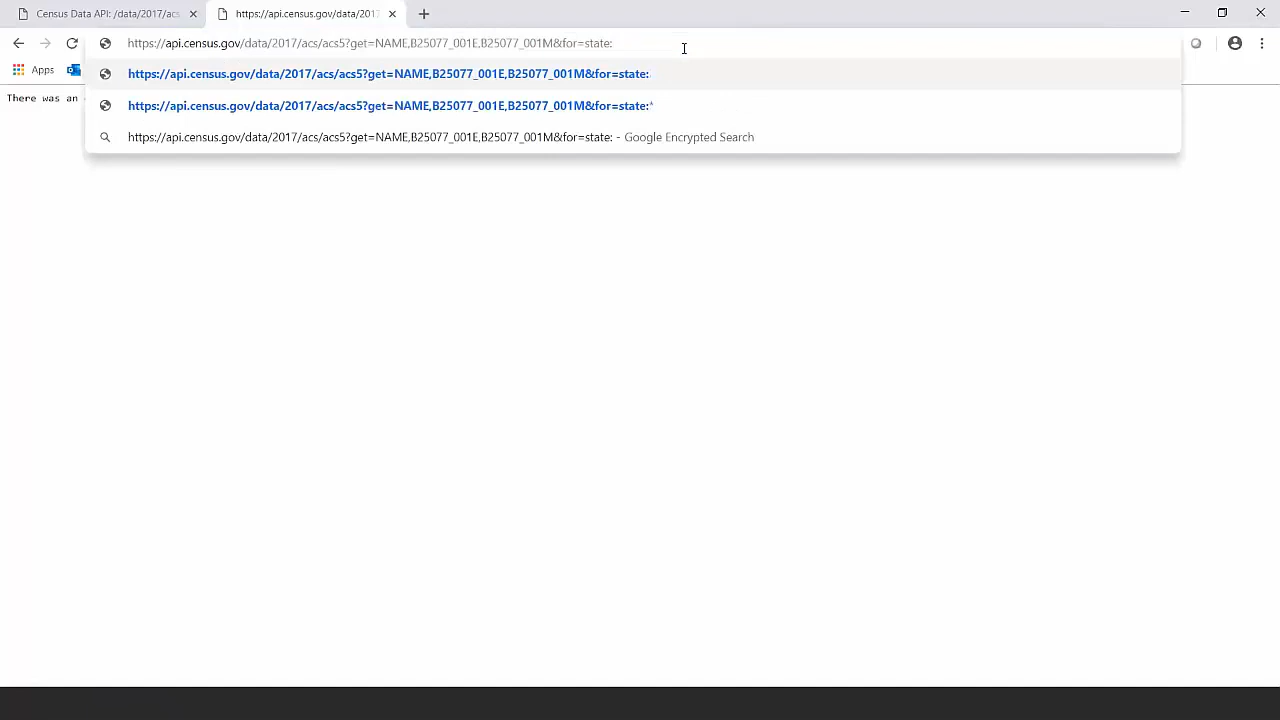 Census Data API: /data/2017/acs
https://api.census.gov/data/2017
https://api.census.gov/data/2017/acs/acs5?get=NAME,B25077_001E,B25077_001M&for=state:
Apps
https://api.census.gov/data/2017/acs/acs5?get=NAME,B25077_001E,B25077_001M&for=state:
There was an
https://api.census.gov/data/2017/acs/acs5?get=NAME,B25077_001E,B25077_001M&for=state:*
https://api.census.gov/data/2017/acs/acs5?get=NAME,B25077_001E,B25077_001M&for=state: - Google Encrypted Search